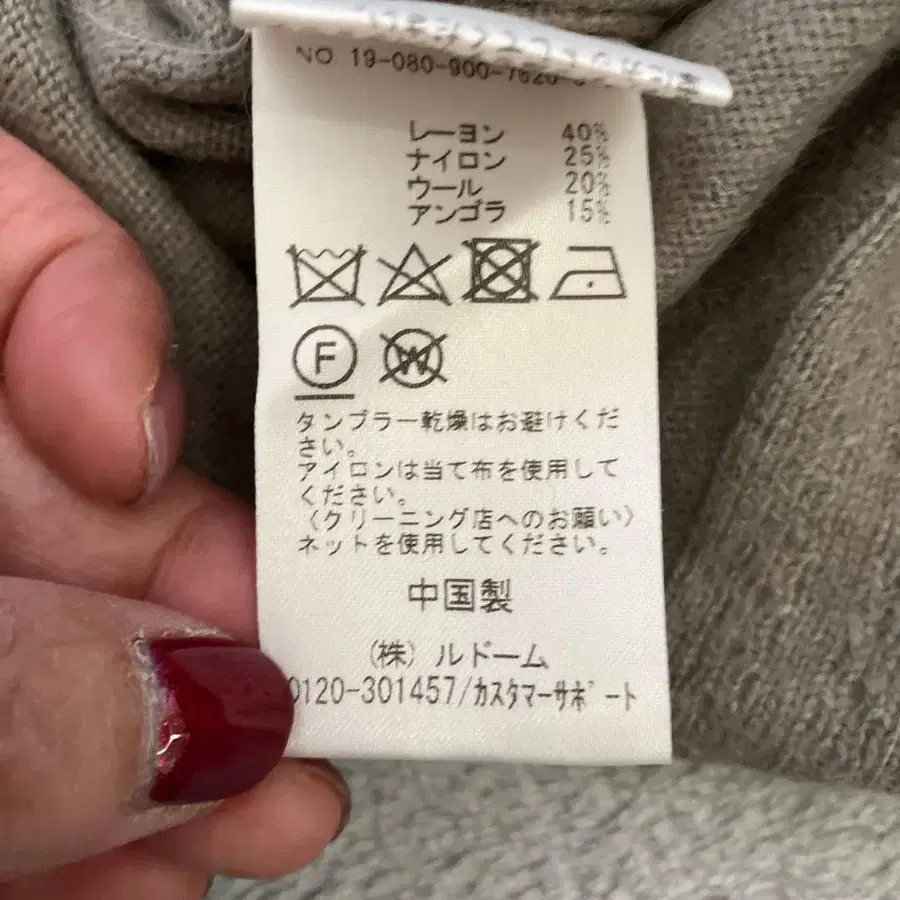 NO. 19-080-900-7620-
レーヨン 40%
ナイロン 25%
ウール 20%
アンゴラ 15%
F W
タンブラー乾燥はお避けくだ
さい。
アイロンは当て布を使用して
ください。
〈クリーニング店へのお願い〉
ネットを使用してください。
中国製
(株) ルドーム
0120-301457/カスタマーサポート